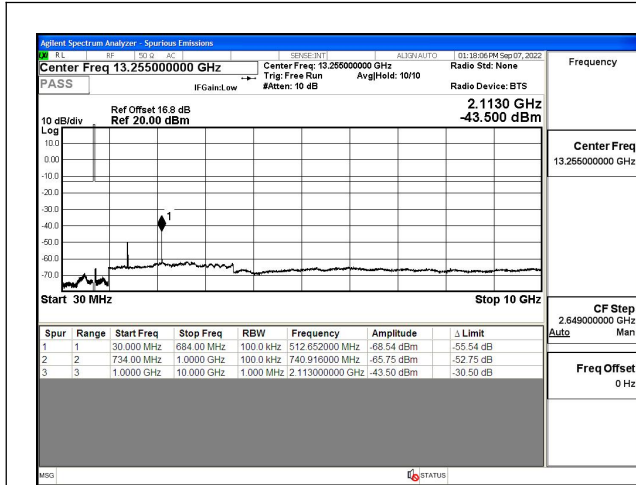 Agilent Spectrum Analyzer - Spurious Emissions
RL RF 50 Ω AC SENSE:INT ALIGN AUTO 01:18:06 PM Sep 07, 2022
Center Freq 13.255000000 GHz Center Freq: 13.255000000 GHz Radio Std: None Frequency
Trig: Free Run Avg|Hold: 10/10
PASS IFGain:Low #Atten: 10 dB Radio Device: BTS
Ref Offset 16.8 dB 2.1130 GHz
10 dB/div Ref 20.00 dBm -43.500 dBm
Log
10.0
0.00
-10.0
-20.0
-30.0
1
-40.0
-50.0
-60.0
-70.0
Start 30 MHz Stop 10 GHz
Center Freq
13.255000000 GHz
CF Step
2.649000000 GHz
Auto Man
Freq Offset
0 Hz
Spur Range Start Freq Stop Freq RBW Frequency Amplitude Δ Limit
1 1 30.000 MHz 684.00 MHz 100.0 kHz 512.652000 MHz -68.54 dBm -55.54 dB
2 2 734.00 MHz 1.0000 GHz 100.0 kHz 740.916000 MHz -65.75 dBm -52.75 dB
3 3 1.0000 GHz 10.000 GHz 1.000 MHz 2.113000000 GHz -43.50 dBm -30.50 dB
MSG STATUS